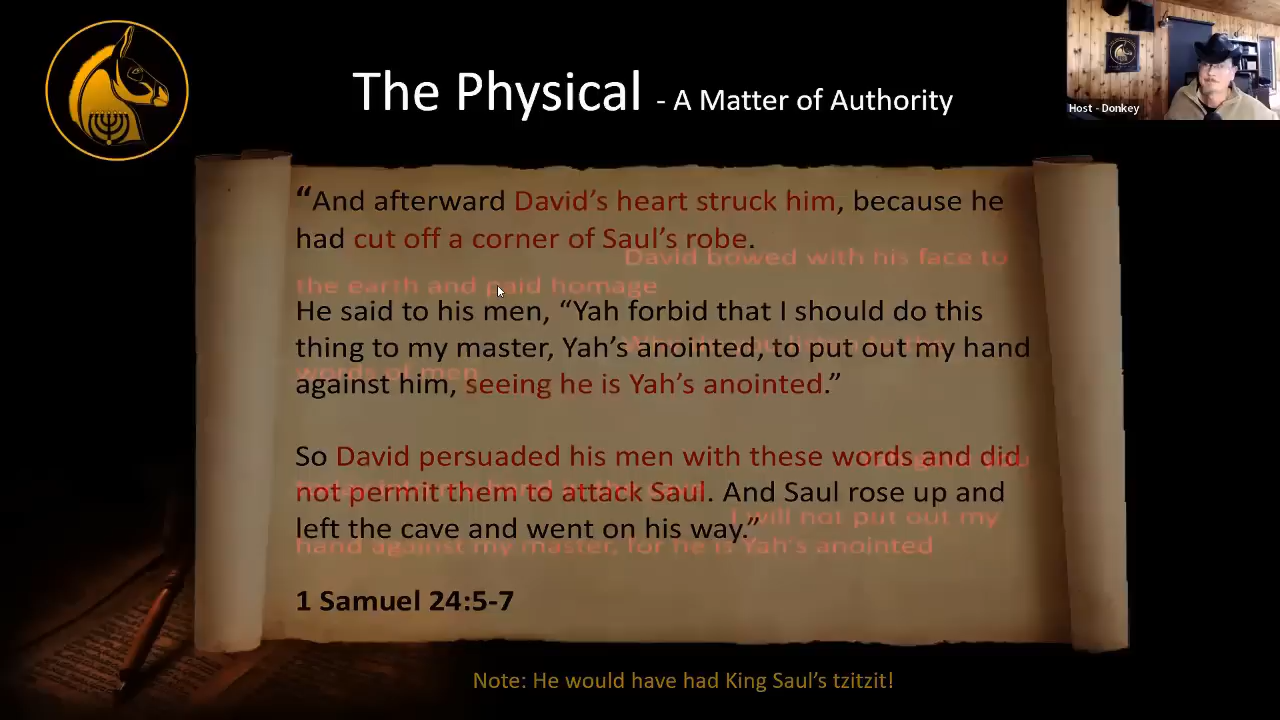 The Physical - A Matter of Authority
Host - Donkey
“And afterward David’s heart struck him, because he
had cut off a corner of Saul’s robe.
David bowed with his face to
the earth and paid homage
He said to his men, “Yah forbid that I should do this
thing to my master, Yah’s anointed, to put out my hand
words of men
against him, seeing he is Yah’s anointed.”
So David persuaded his men with these words and did
not permit them to attack Saul. And Saul rose up and
I will not put out my
left the cave and went on his way.”
hand against my master, for he is Yah’s anointed
1 Samuel 24:5-7
Note: He would have had King Saul’s tzitzit!